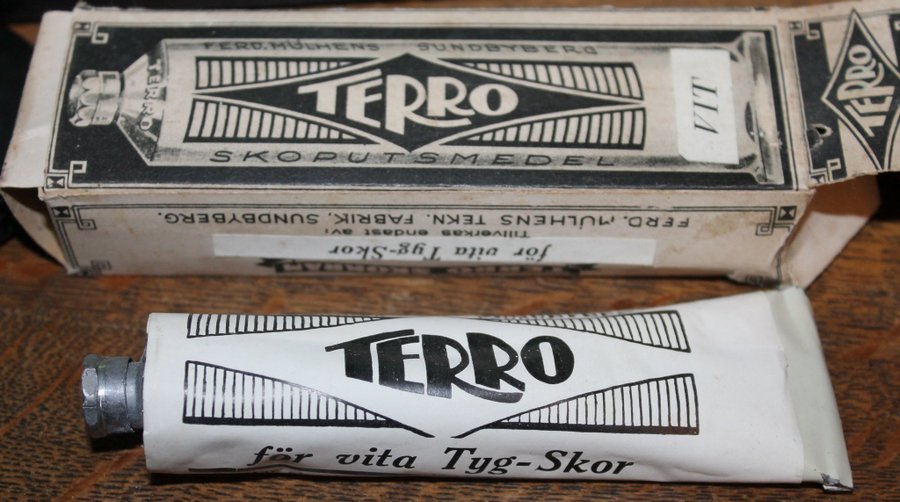 FERD. MÜLHENS SUNDBYBERG
TERRO
TERRO
SKOPUTSMEDEL
VIT
TERRO
FERD. MÜLHENS TEKN. FABRIK, SUNDBYBERG.
Tillverkas endast av:
för vita Tyg-Skor
TERRO
för vita Tyg-Skor